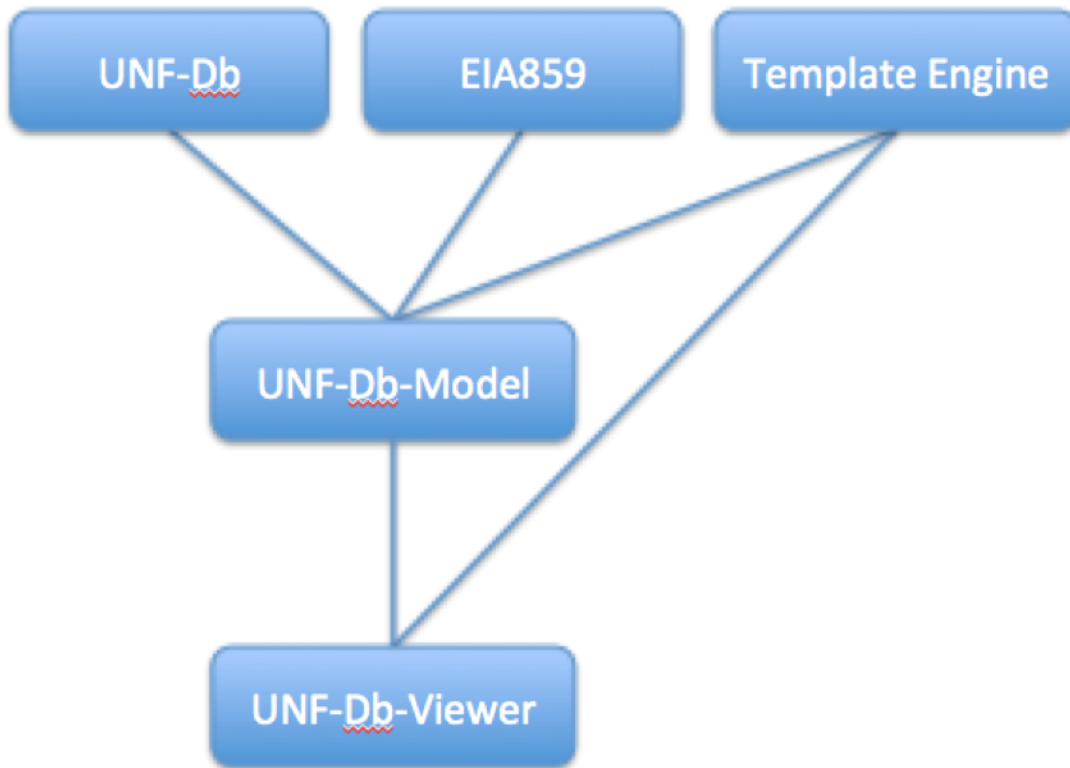 UNF-Db
EIA859
Template Engine
UNF-Db-Model
UNF-Db-Viewer